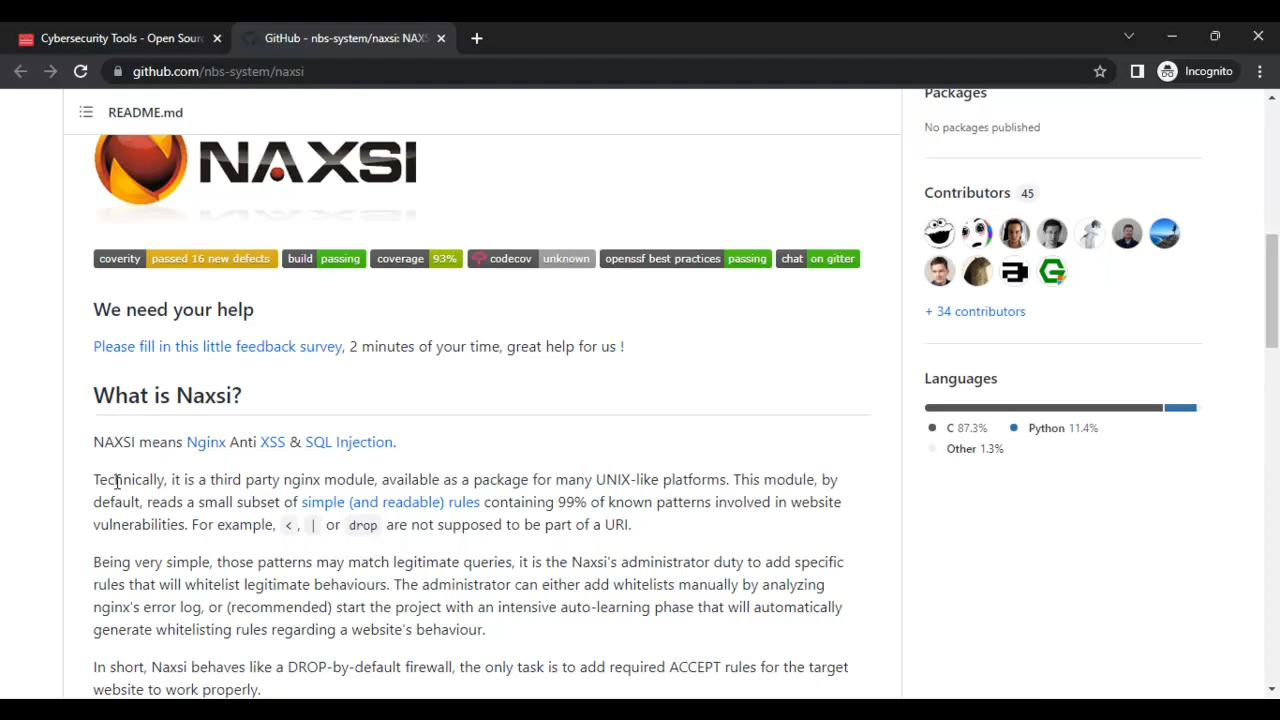 Cybersecurity Tools - Open Sour
GitHub - nbs-system/naxsi: NAXS
Incognito
github.com/nbs-system/naxsi
README.md
NAXSI
coverity passed 16 new defects build passing coverage 93% codecov unknown openssf best practices passing chat on gitter
We need your help
Please fill in this little feedback survey, 2 minutes of your time, great help for us !
What is Naxsi?
NAXSI means Nginx Anti XSS & SQL Injection.
Technically, it is a third party nginx module, available as a package for many UNIX-like platforms. This module, by
default, reads a small subset of simple (and readable) rules containing 99% of known patterns involved in website
vulnerabilities. For example, <, | or drop are not supposed to be part of a URI.
Being very simple, those patterns may match legitimate queries, it is the Naxsi's administrator duty to add specific
rules that will whitelist legitimate behaviours. The administrator can either add whitelists manually by analyzing
nginx's error log, or (recommended) start the project with an intensive auto-learning phase that will automatically
generate whitelisting rules regarding a website's behaviour.
In short, Naxsi behaves like a DROP-by-default firewall, the only task is to add required ACCEPT rules for the target
website to work properly.
Packages
No packages published
Contributors 45
+ 34 contributors
Languages
C 87.3% Python 11.4%
Other 1.3%